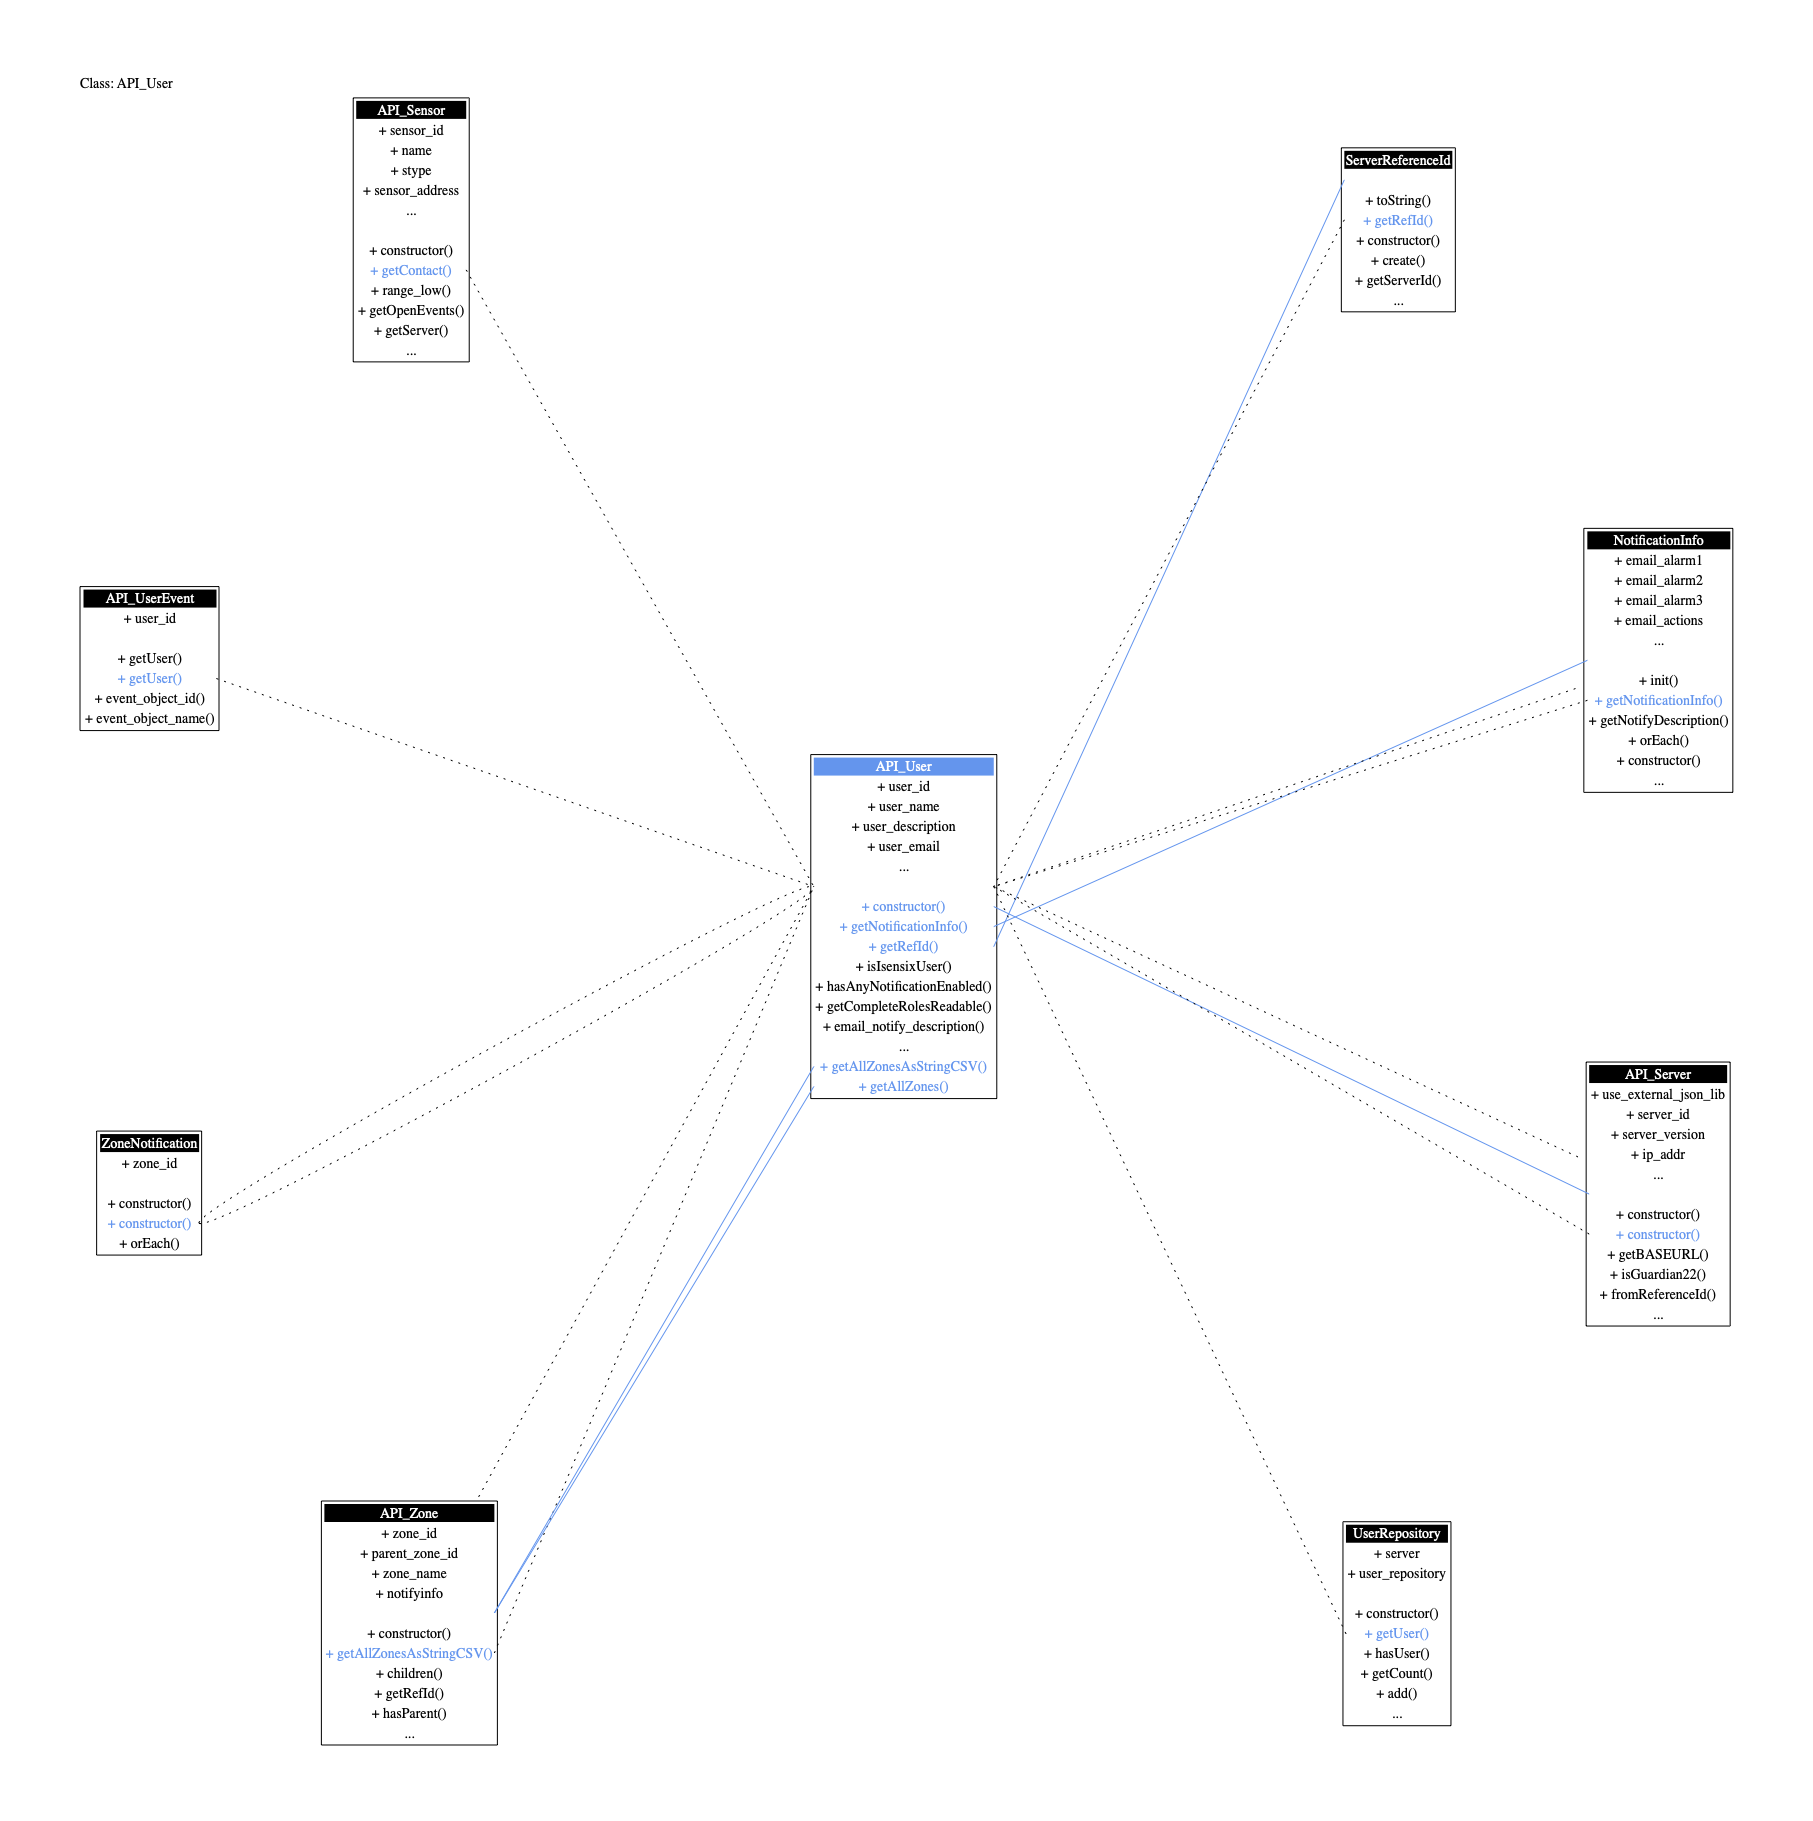 Class: API_User
API_Sensor
+ sensor_id
+ name
+ stype
+ sensor_address
...
+ constructor()
+ getContact()
+ range_low()
+ getOpenEvents()
+ getServer()
...
ServerReferenceId
+ toString()
+ getRefId()
+ constructor()
+ create()
+ getServerId()
...
NotificationInfo
+ email_alarm1
+ email_alarm2
+ email_alarm3
+ email_actions
...
+ init()
+ getNotificationInfo()
+ getNotifyDescription()
+ orEach()
+ constructor()
...
API_UserEvent
+ user_id
+ getUser()
+ getUser()
+ event_object_id()
+ event_object_name()
API_User
+ user_id
+ user_name
+ user_description
+ user_email
...
+ constructor()
+ getNotificationInfo()
+ getRefId()
+ isIsensixUser()
+ hasAnyNotificationEnabled()
+ getCompleteRolesReadable()
+ email_notify_description()
...
+ getAllZonesAsStringCSV()
+ getAllZones()
API_Server
+ use_external_json_lib
+ server_id
+ server_version
+ ip_addr
...
+ constructor()
+ constructor()
+ getBASEURL()
+ isGuardian22()
+ fromReferenceId()
...
ZoneNotification
+ zone_id
+ constructor()
+ constructor()
+ orEach()
API_Zone
+ zone_id
+ parent_zone_id
+ zone_name
+ notifyinfo
+ constructor()
+ getAllZonesAsStringCSV()
+ children()
+ getRefId()
+ hasParent()
...
UserRepository
+ server
+ user_repository
+ constructor()
+ getUser()
+ hasUser()
+ getCount()
+ add()
...